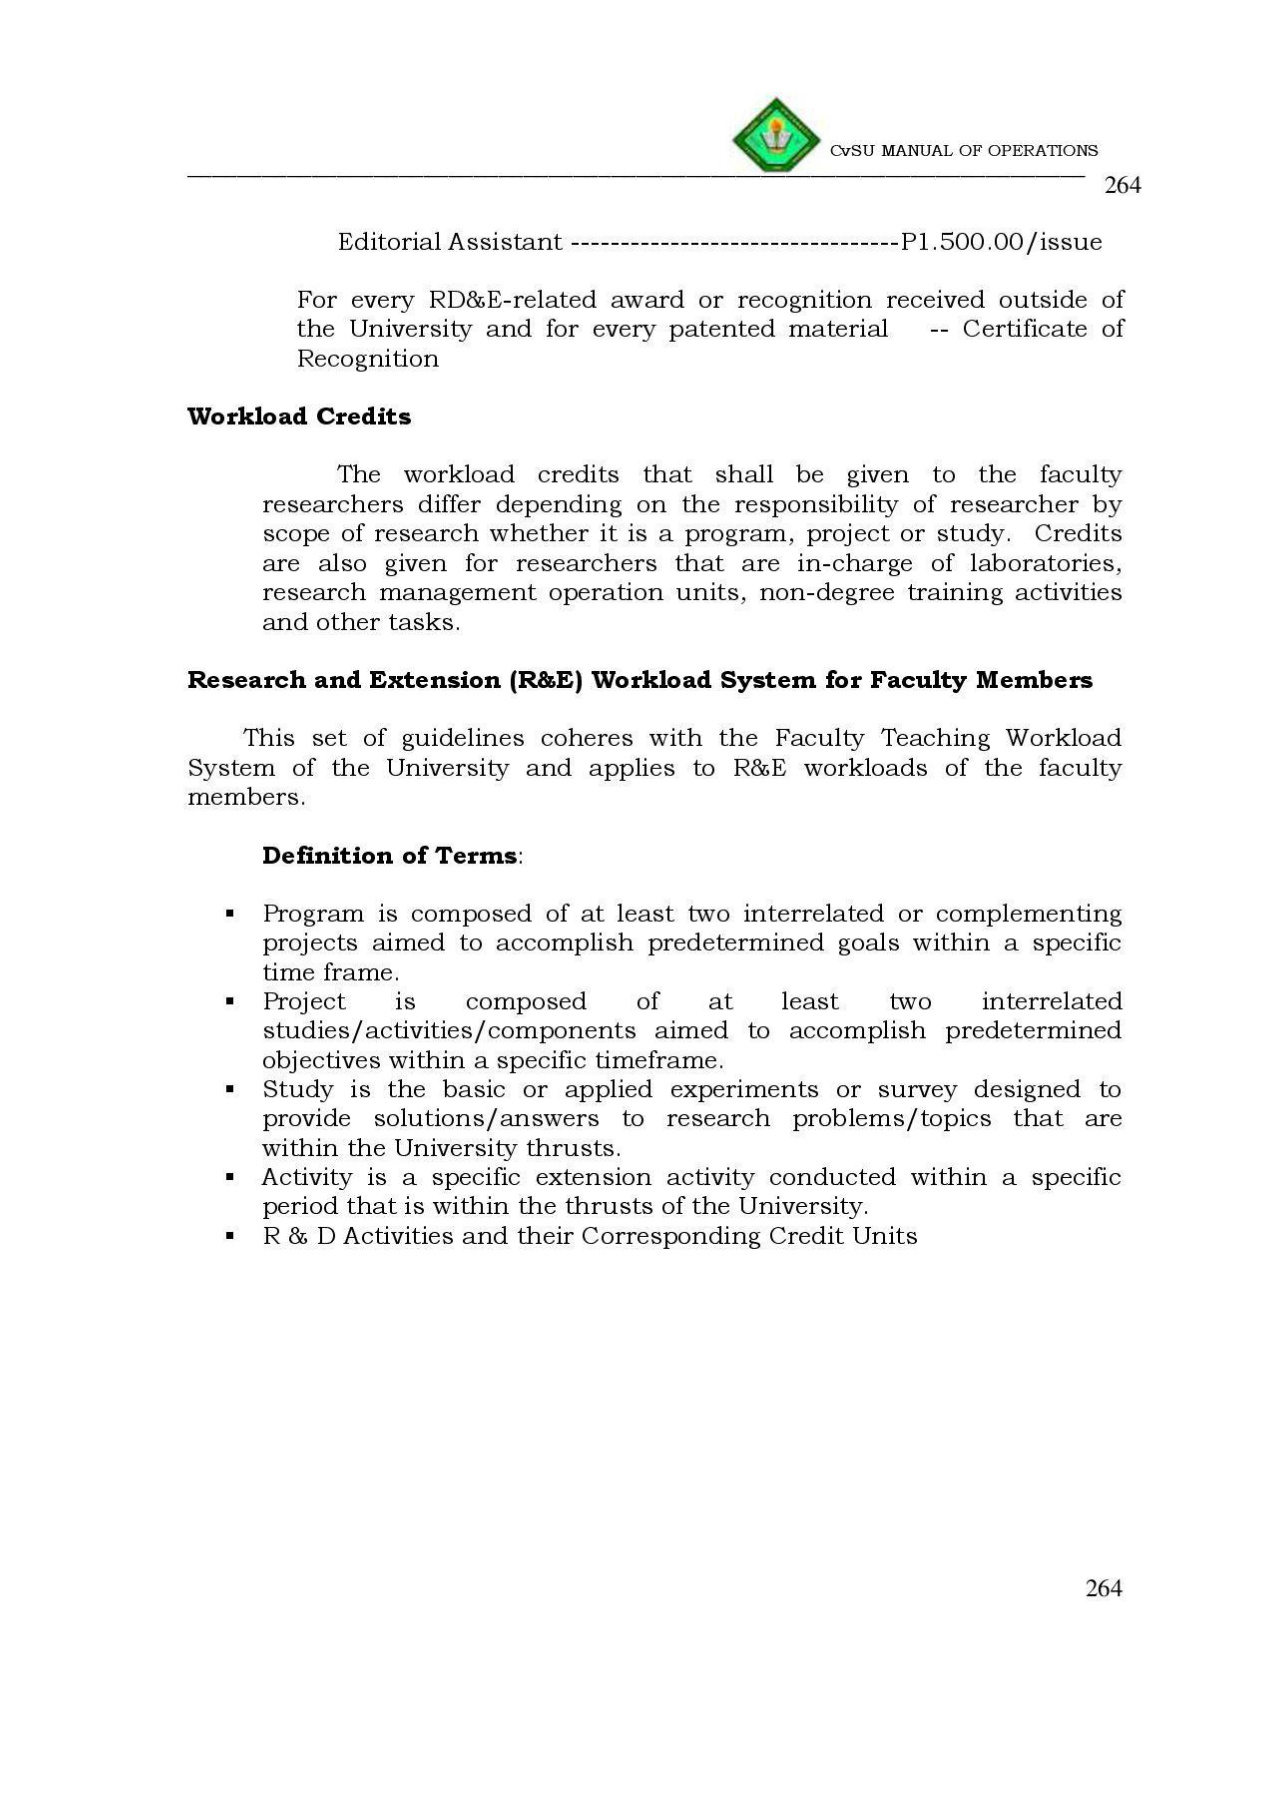 CvSU MANUAL OF OPERATIONS
264
Editorial Assistant ---------------------------------P1.500.00/issue
For every RD&E-related award or recognition received outside of
the University and for every patented material -- Certificate of
Recognition
Workload Credits
The workload credits that shall be given to the faculty
researchers differ depending on the responsibility of researcher by
scope of research whether it is a program, project or study. Credits
are also given for researchers that are in-charge of laboratories,
research management operation units, non-degree training activities
and other tasks.
Research and Extension (R&E) Workload System for Faculty Members
This set of guidelines coheres with the Faculty Teaching Workload
System of the University and applies to R&E workloads of the faculty
members.
Definition of Terms:
▪ Program is composed of at least two interrelated or complementing
projects aimed to accomplish predetermined goals within a specific
time frame.
▪ Project is composed of at least two interrelated
studies/activities/components aimed to accomplish predetermined
objectives within a specific timeframe.
▪ Study is the basic or applied experiments or survey designed to
provide solutions/answers to research problems/topics that are
within the University thrusts.
▪ Activity is a specific extension activity conducted within a specific
period that is within the thrusts of the University.
▪ R & D Activities and their Corresponding Credit Units
264